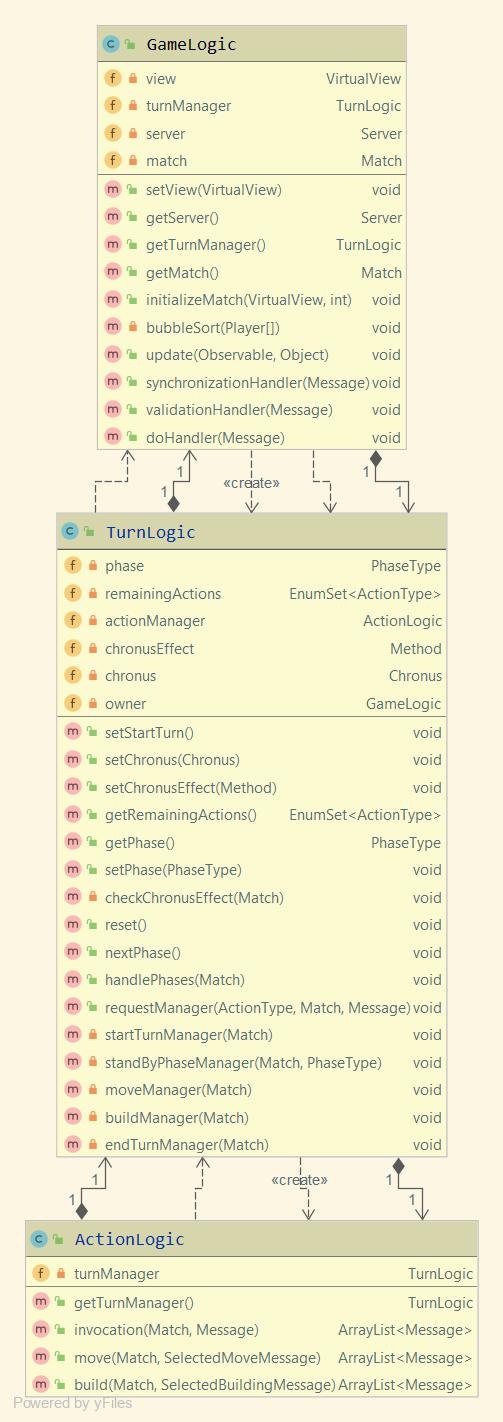 C GameLogic
f view VirtualView
f turnManager TurnLogic
f server Server
f match Match
m setView(VirtualView) void
m getServer() Server
m getTurnManager() TurnLogic
m getMatch() Match
m initializeMatch(VirtualView, int) void
m bubbleSort(Player[]) void
m update(Observable, Object) void
m synchronizationHandler(Message) void
m validationHandler(Message) void
m doHandler(Message) void
1 1
«create»
1 1
C TurnLogic
f phase PhaseType
f remainingActions EnumSet<ActionType>
f actionManager ActionLogic
f chronusEffect Method
f chronus Chronus
f owner GameLogic
m setStartTurn() void
m setChronus(Chronus) void
m setChronusEffect(Method) void
m getRemainingActions() EnumSet<ActionType>
m getPhase() PhaseType
m setPhase(PhaseType) void
m checkChronusEffect(Match) void
m reset() void
m nextPhase() void
m handlePhases(Match) void
m requestManager(ActionType, Match, Message) void
m startTurnManager(Match) void
m standByPhaseManager(Match, PhaseType) void
m moveManager(Match) void
m buildManager(Match) void
m endTurnManager(Match) void
1 «create» 1
1 1
C ActionLogic
f turnManager TurnLogic
m getTurnManager() TurnLogic
m invocation(Match, Message) ArrayList<Message>
m move(Match, SelectedMoveMessage) ArrayList<Message>
m build(Match, SelectedBuildingMessage) ArrayList<Message>
Powered by yFiles